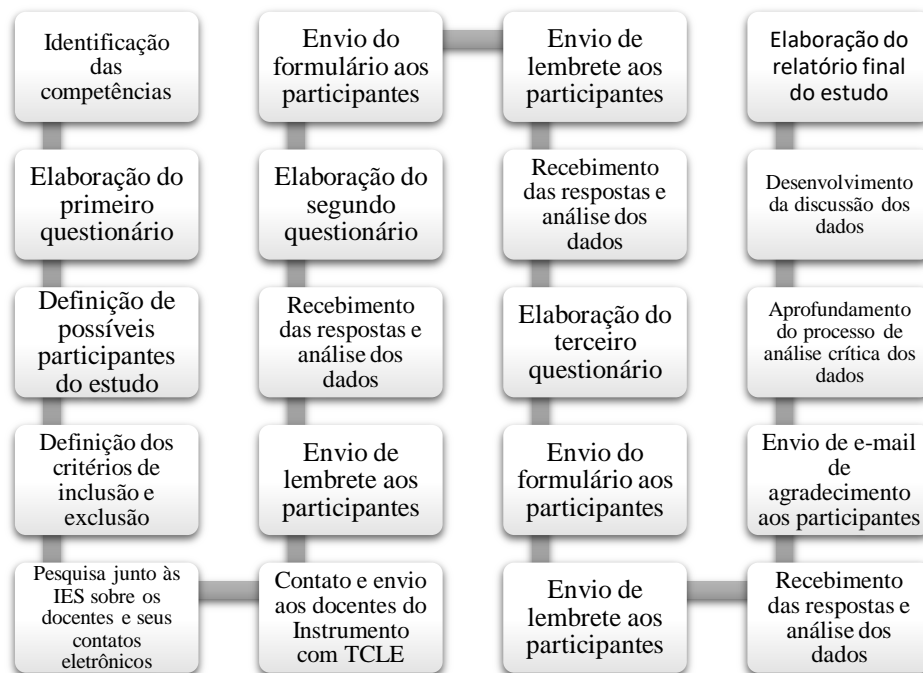 Identificação
das
competências
Elaboração do
primeiro
questionário
Definição de
possíveis
participantes
do estudo
Definição dos
critérios de
inclusão e
exclusão
Pesquisa junto às
IES sobre os
docentes e seus
contatos
eletrônicos
Contato e envio
aos docentes do
Instrumento
com TCLE
Envio de
lembrete aos
participantes
Recebimento
das respostas e
análise dos
dados
Elaboração do
segundo
questionário
Envio do
formulário aos
participantes
Envio de
lembrete aos
participantes
Recebimento
das respostas e
análise dos
dados
Elaboração do
terceiro
questionário
Envio do
formulário aos
participantes
Envio de
lembrete aos
participantes
Recebimento
das respostas e
análise dos
dados
Envio de e-mail
de
agradecimento
aos participantes
Aprofundamento
do processo de
análise crítica dos
dados
Desenvolvimento
da discussão dos
dados
Elaboração do
relatório final
do estudo